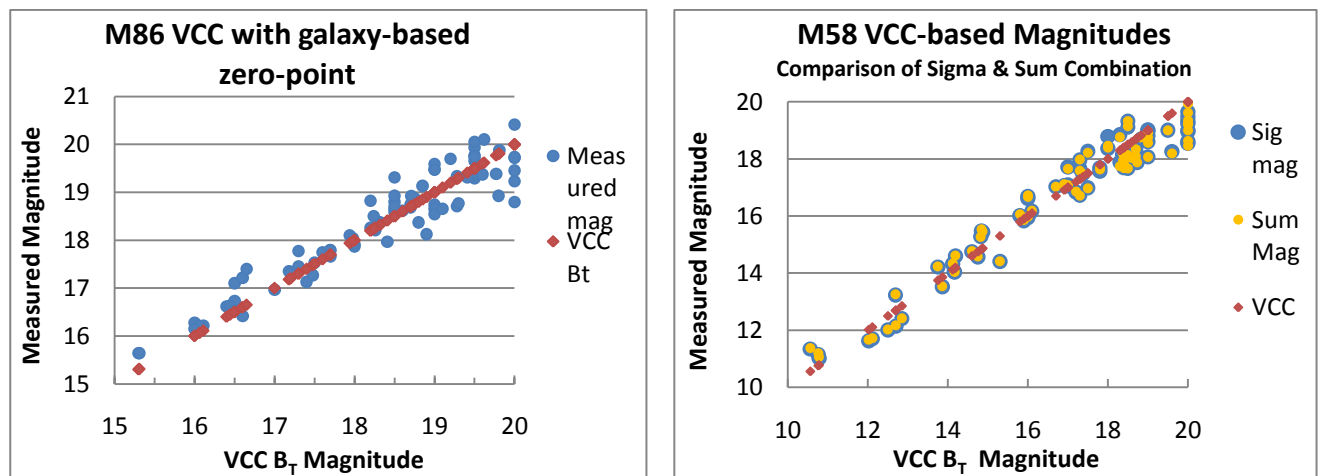 M86 VCC with galaxy-based
zero-point
21
20
19
18
17
16
15
Measured Magnitude
15 16 17 18 19 20
VCC B_T Magnitude
Meas
ured
mag
VCC
Bt
M58 VCC-based Magnitudes
Comparison of Sigma & Sum Combination
20
18
16
14
12
10
Measured Magnitude
10 12 14 16 18 20
VCC B_T Magnitude
Sig
mag
Sum
Mag
VCC